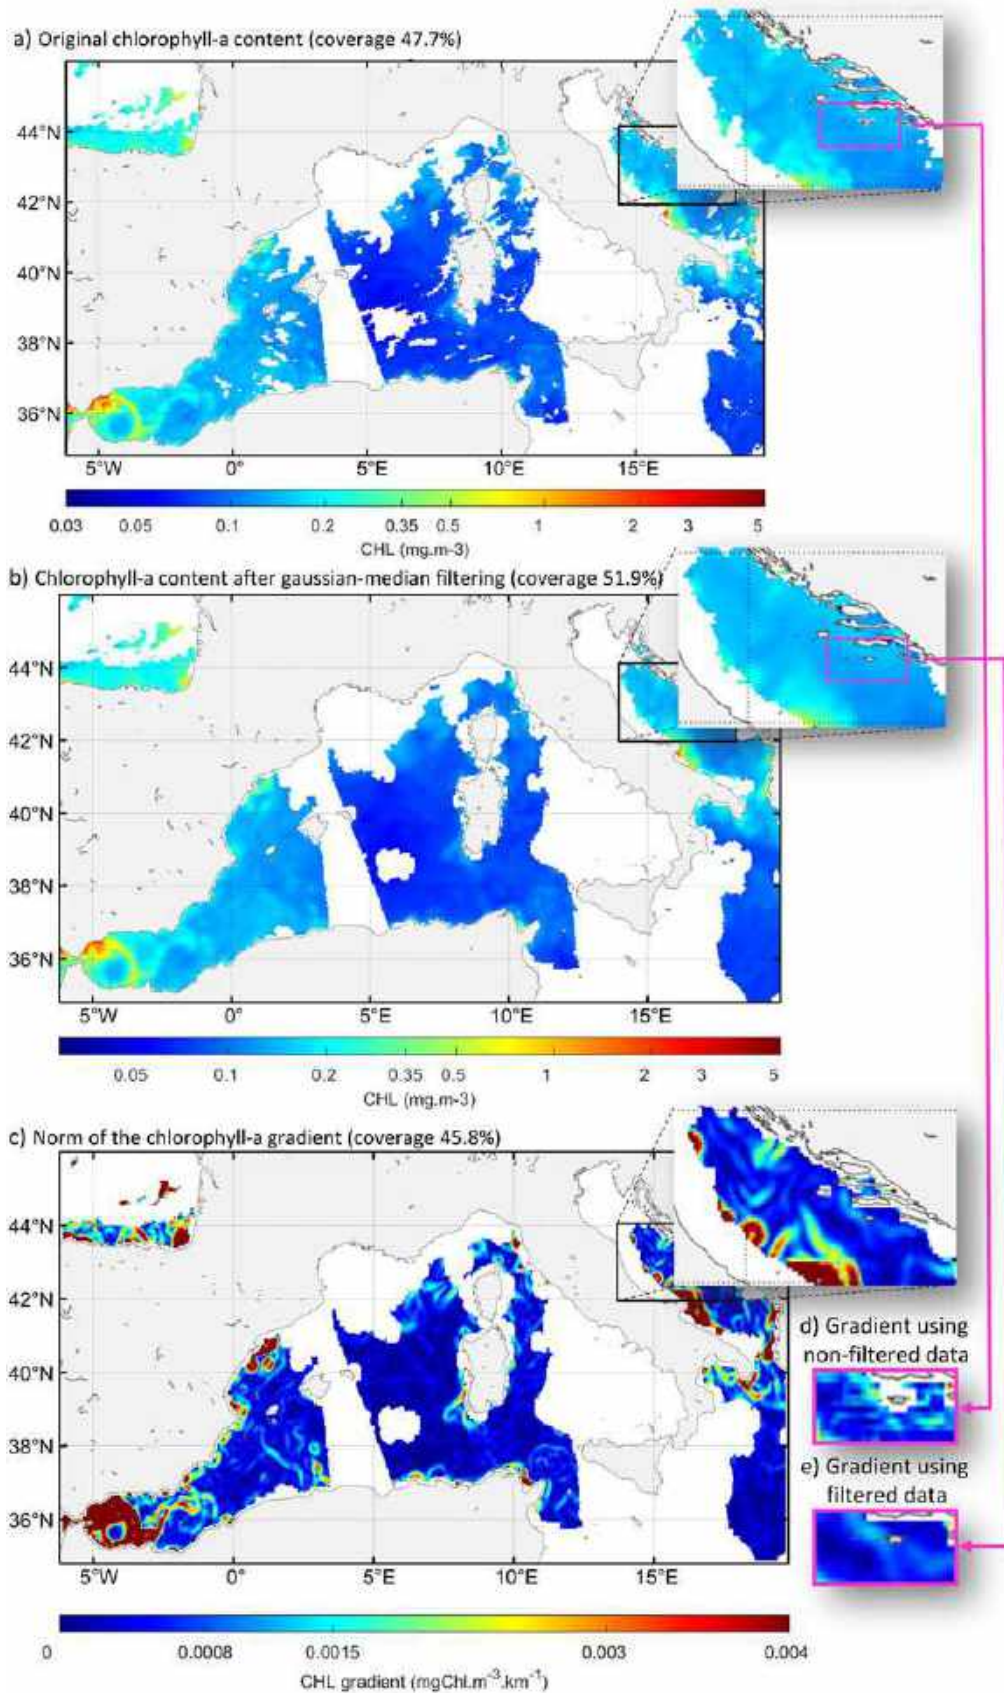 a) Original chlorophyll-a content (coverage 47.7%)
44°N
42°N
40°N
38°N
36°N
5°W 0° 5°E 10°E 15°E
0.03 0.05 0.1 0.2 0.35 0.5 1 2 3 5
CHL (mg.m-3)
b) Chlorophyll-a content after gaussian-median filtering (coverage 51.9%)
44°N
42°N
40°N
38°N
36°N
5°W 0° 5°E 10°E 15°E
0.05 0.1 0.2 0.35 0.5 1 2 3 5
CHL (mg.m-3)
c) Norm of the chlorophyll-a gradient (coverage 45.8%)
44°N
42°N
40°N
38°N
36°N
5°W 0° 5°E 10°E 15°E
d) Gradient using
non-filtered data
e) Gradient using
filtered data
0 0.0008 0.0015 0.003 0.004
CHL gradient (mgChl.m⁻³.km⁻¹)